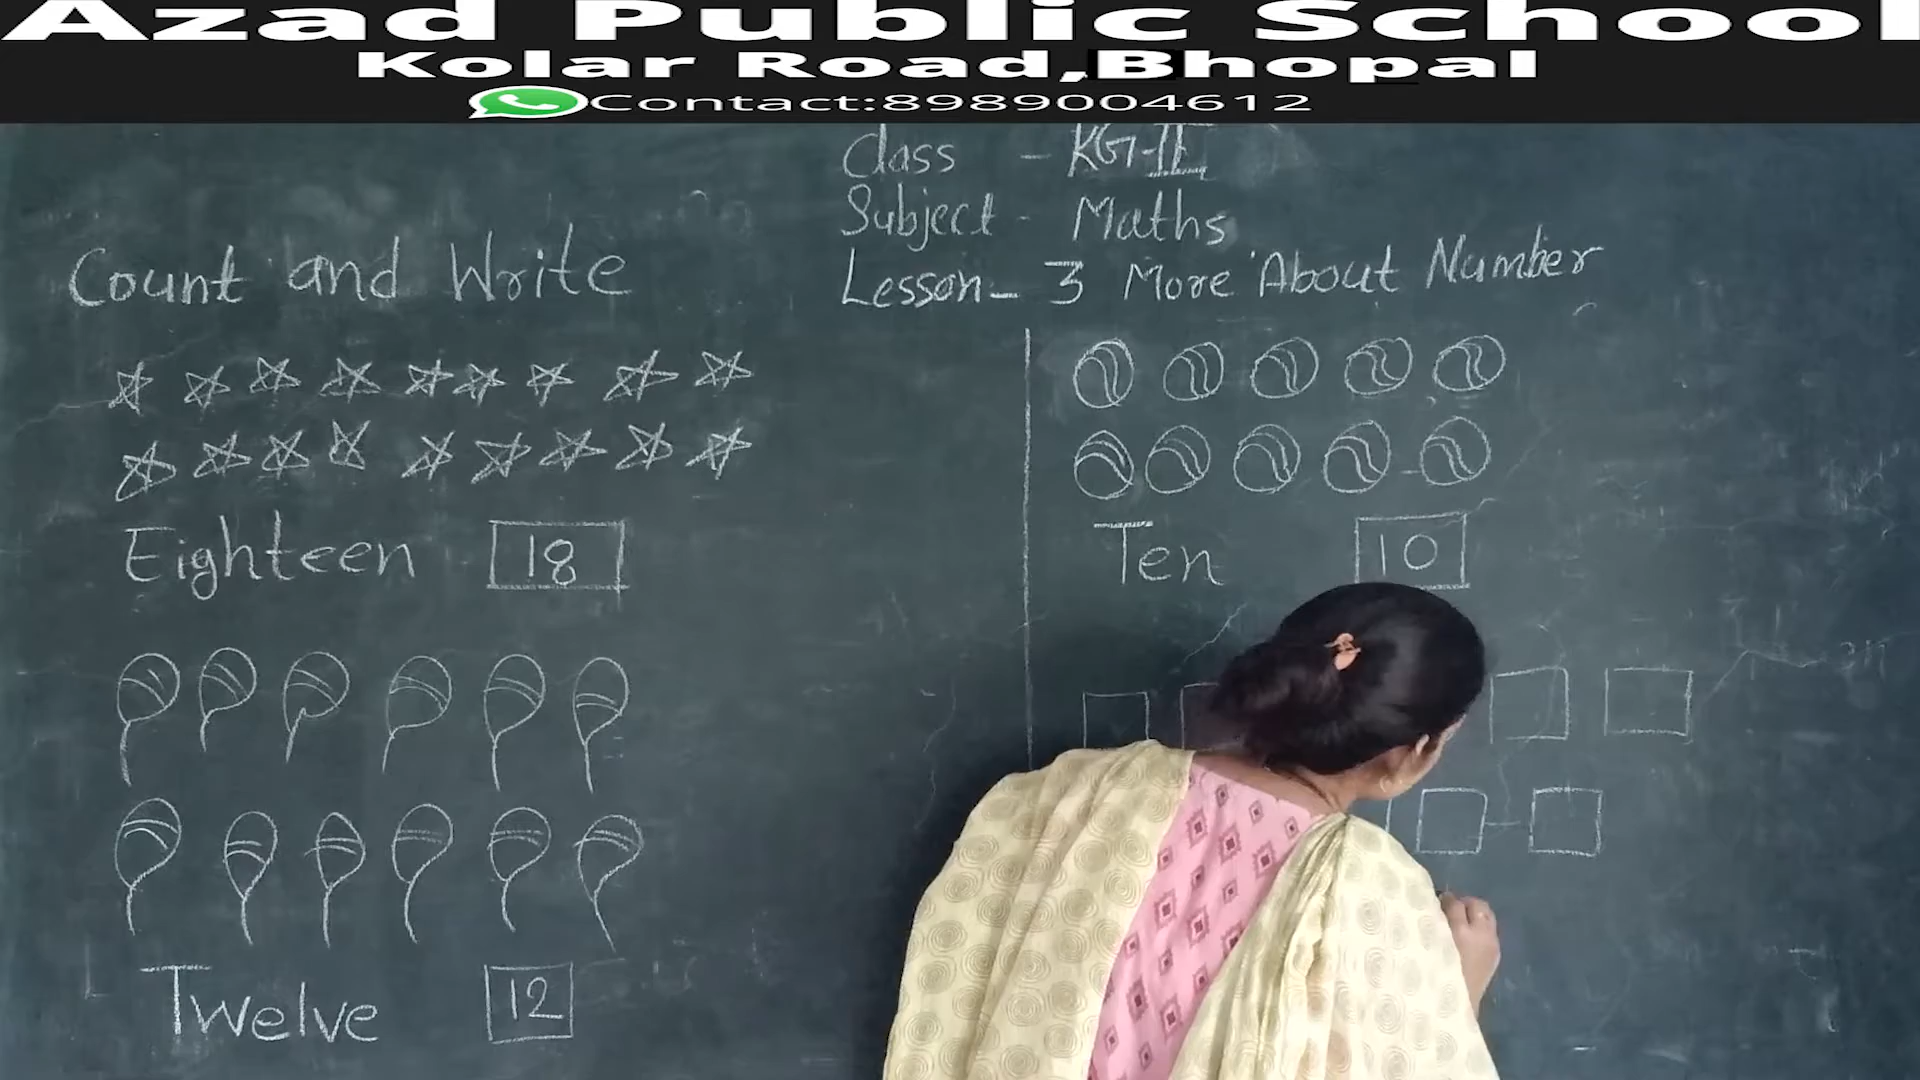 Azad Public School
Kolar Road,Bhopal
Contact:8989004612
Class - KG-II
Subject - Maths
Lesson - 3 More About Number
Count and Write
Eighteen 18
Twelve 12
Ten 10